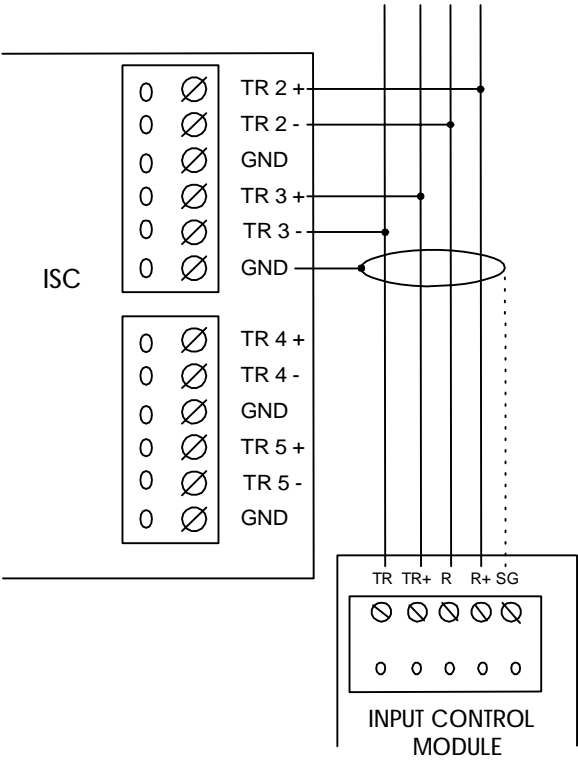 TR 2 +
TR 2 -
GND
TR 3 +
TR 3 -
GND
ISC
TR 4 +
TR 4 -
GND
TR 5 +
TR 5 -
GND
TR TR+ R R+ SG
INPUT CONTROL
MODULE